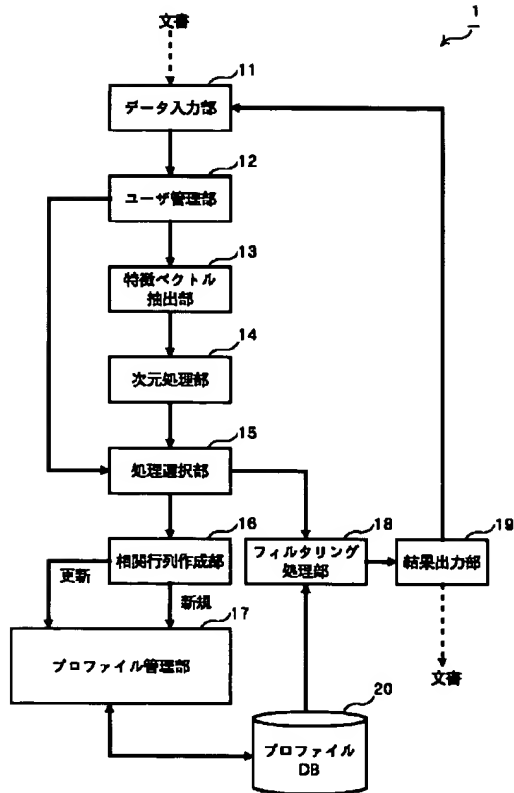 文書
1
11
データ入力部
12
ユーザ管理部
13
特徴ベクトル
抽出部
14
次元処理部
15
処理選択部
16
相関行列作成部
18
フィルタリング
処理部
19
結果出力部
更新
新規
17
プロファイル管理部
文書
20
プロファイル
DB